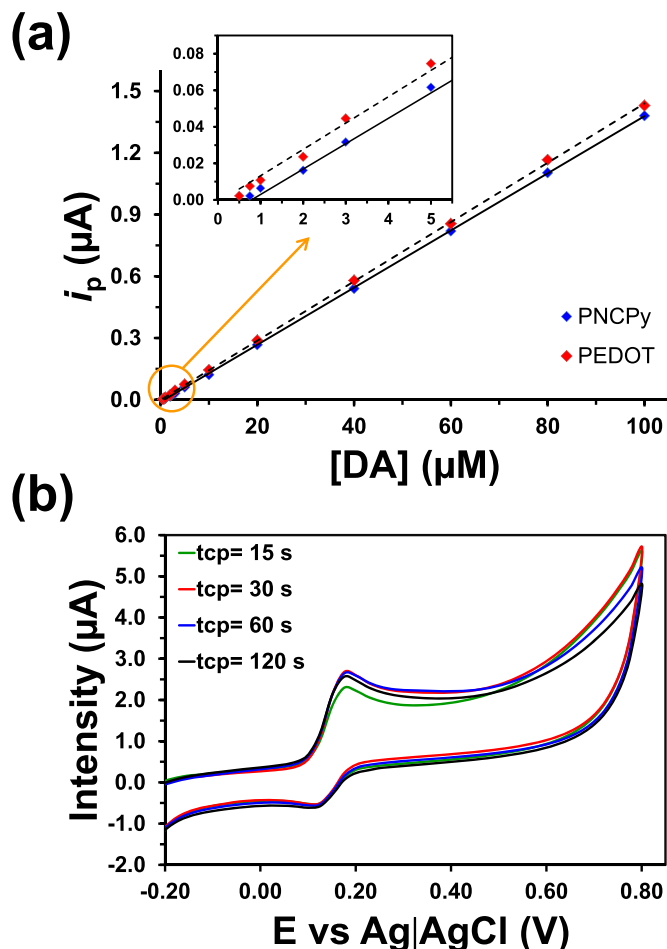 (a)
0.08
0.06
0.04
0.02
0.00
0 1 2 3 4 5
1.5
1.2
0.9
0.6
0.3
0.0
iₚ (µA)
PNCPy
PEDOT
0 20 40 60 80 100
[DA] (µM)
(b)
6.0
5.0
4.0
3.0
2.0
1.0
0.0
-1.0
-2.0
Intensity (µA)
tcp= 15 s
tcp= 30 s
tcp= 60 s
tcp= 120 s
-0.20 0.00 0.20 0.40 0.60 0.80
E vs Ag|AgCl (V)